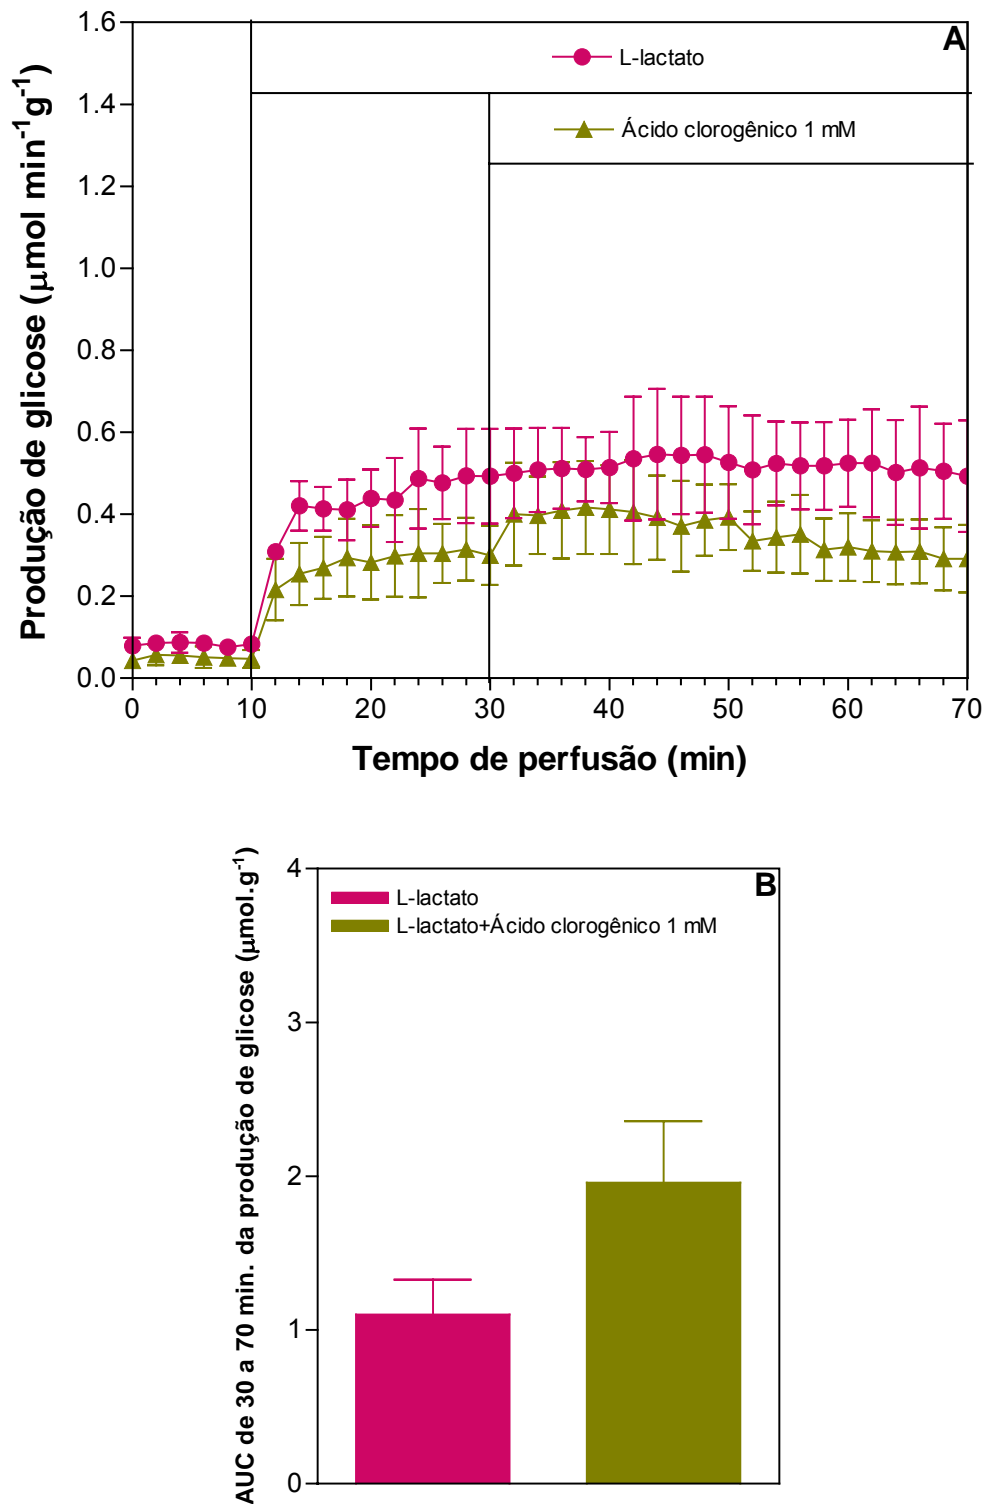 A
L-lactato
Ácido clorogênico 1 mM
Produção de glicose (μmol min⁻¹g⁻¹)
1.6
1.4
1.2
1.0
0.8
0.6
0.4
0.2
0.0
0 10 20 30 40 50 60 70
Tempo de perfusão (min)
B
L-lactato
L-lactato+Ácido clorogênico 1 mM
AUC de 30 a 70 min. da produção de glicose (μmol.g⁻¹)
4
3
2
1
0